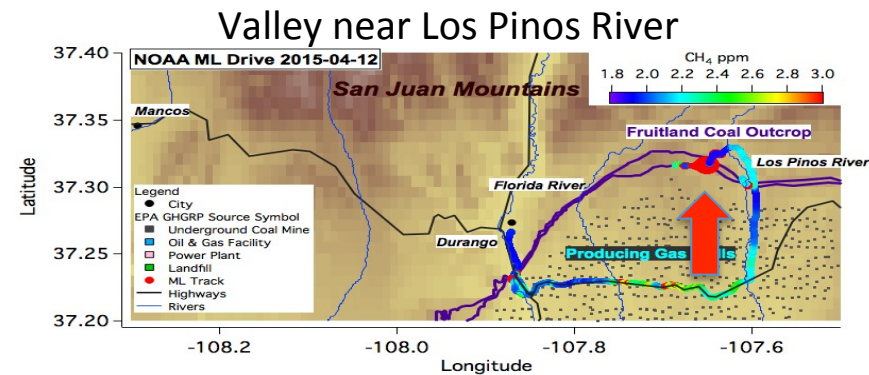 Valley near Los Pinos River
NOAA ML Drive 2015-04-12
CH4 ppm
1.8 2.0 2.2 2.4 2.6 2.8 3.0
San Juan Mountains
Mancos
Fruitland Coal Outcrop
Los Pinos River
Florida River
Durango
Producing Gas
Legend
City
EPA GHGRP Source Symbol
Underground Coal Mine
Oil & Gas Facility
Power Plant
Landfill
ML Track
Highways
Rivers
Latitude
37.40
37.35
37.30
37.25
37.20
-108.2 -108.0 -107.8 -107.6
Longitude